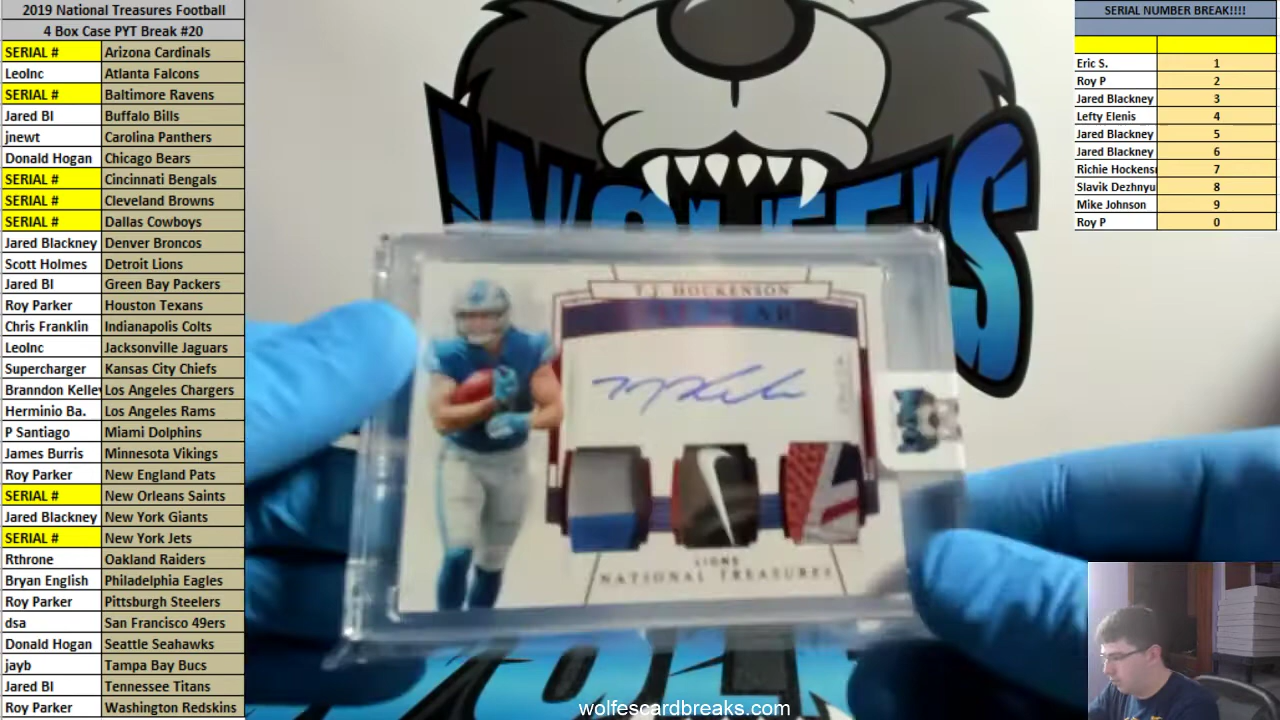 2019 National Treasures Football
4 Box Case PYT Break #20
SERIAL # Arizona Cardinals
LeoInc Atlanta Falcons
SERIAL # Baltimore Ravens
Jared Bl Buffalo Bills
jnewt Carolina Panthers
Donald Hogan Chicago Bears
SERIAL # Cincinnati Bengals
SERIAL # Cleveland Browns
SERIAL # Dallas Cowboys
Jared Blackney Denver Broncos
Scott Holmes Detroit Lions
Jared Bl Green Bay Packers
Roy Parker Houston Texans
Chris Franklin Indianapolis Colts
LeoInc Jacksonville Jaguars
Supercharger Kansas City Chiefs
Brandon Kelley Los Angeles Chargers
Herminio Ba. Los Angeles Rams
P Santiago Miami Dolphins
James Burris Minnesota Vikings
Roy Parker New England Pats
SERIAL # New Orleans Saints
Jared Blackney New York Giants
SERIAL # New York Jets
Rthrone Oakland Raiders
Bryan English Philadelphia Eagles
Roy Parker Pittsburgh Steelers
dsa San Francisco 49ers
Donald Hogan Seattle Seahawks
jayb Tampa Bay Bucs
Jared Bl Tennessee Titans
Roy Parker Washington Redskins
WOLFE'S
T.J. HOCKENSON
LIONS
NATIONAL TREASURES
wolfescardbreaks.com
SERIAL NUMBER BREAK!!!!
Eric S. 1
Roy P 2
Jared Blackney 3
Lefty Elenis 4
Jared Blackney 5
Jared Blackney 6
Richie Hockens 7
Slavik Dezhnyu 8
Mike Johnson 9
Roy P 0